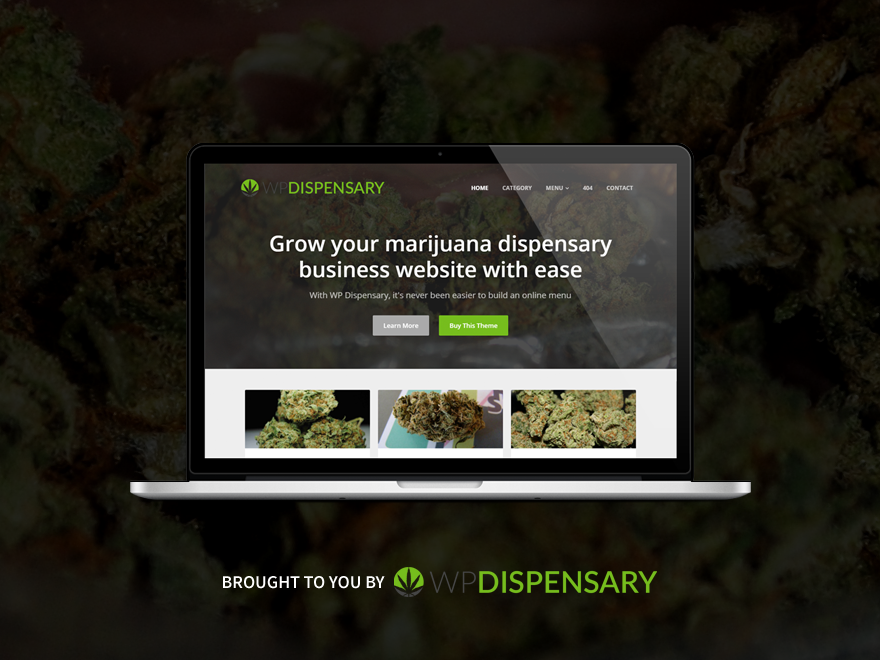 WPDISPENSARY
HOME CATEGORY MENU 404 CONTACT
Grow your marijuana dispensary
business website with ease
With WP Dispensary, it's never been easier to build an online menu
Learn More Buy This Theme
BROUGHT TO YOU BY WPDISPENSARY